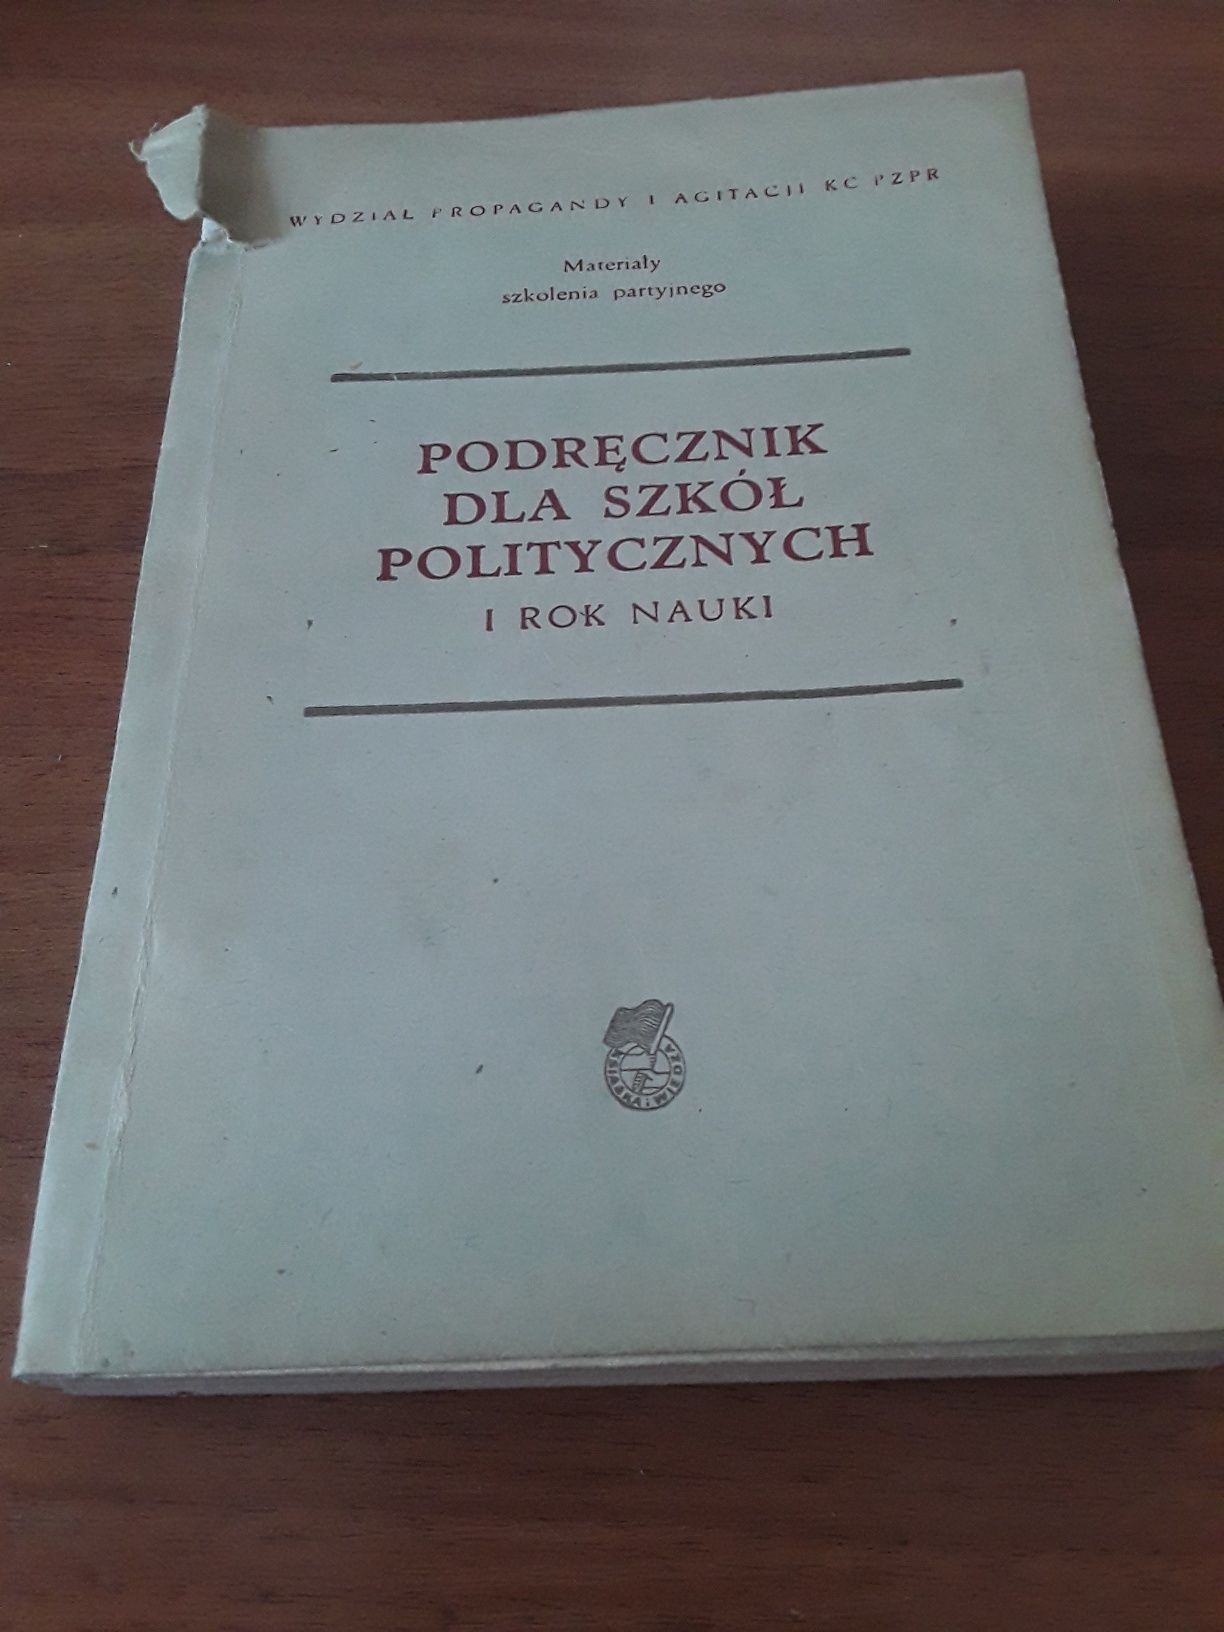 WYDZIAŁ PROPAGANDY I AGITACJI KC PZPR
Materiały
szkolenia partyjnego
PODRĘCZNIK
DLA SZKÓŁ
POLITYCZNYCH
I ROK NAUKI
KSIĄŻKA i WIEDZA